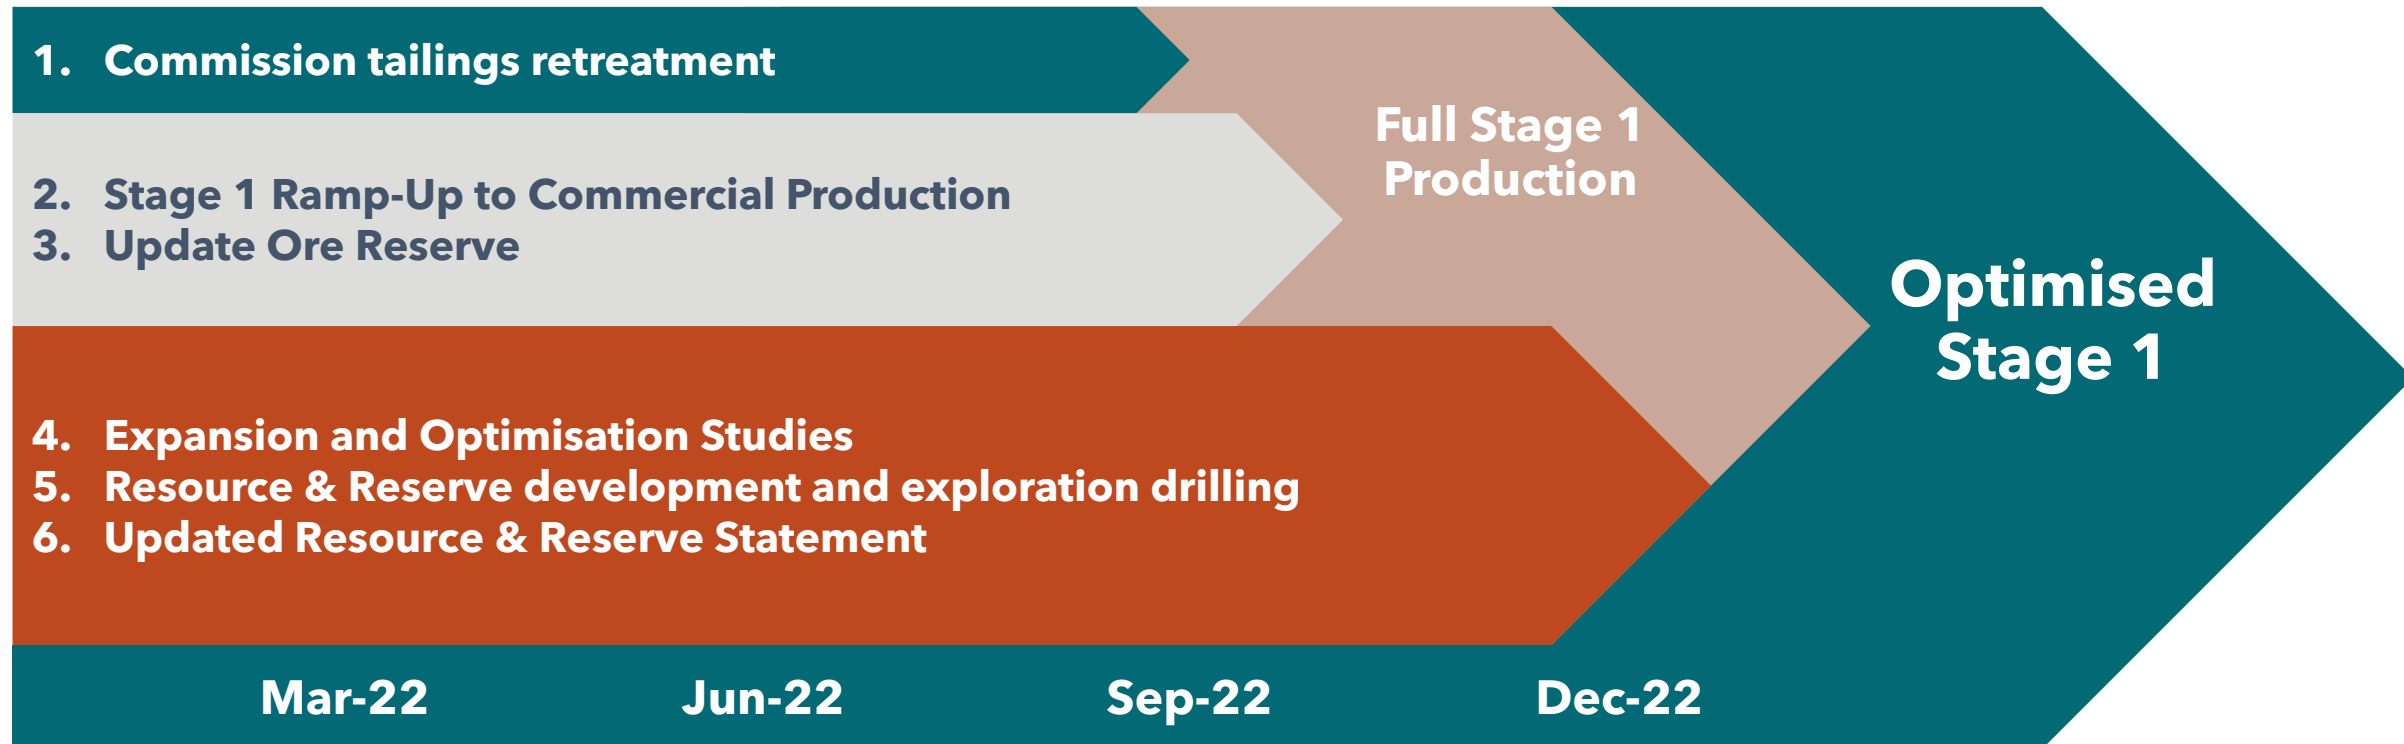 1. Commission tailings retreatment
Full Stage 1
Production
2. Stage 1 Ramp-Up to Commercial Production
3. Update Ore Reserve
Optimised
Stage 1
4. Expansion and Optimisation Studies
5. Resource & Reserve development and exploration drilling
6. Updated Resource & Reserve Statement
Mar-22 Jun-22 Sep-22 Dec-22